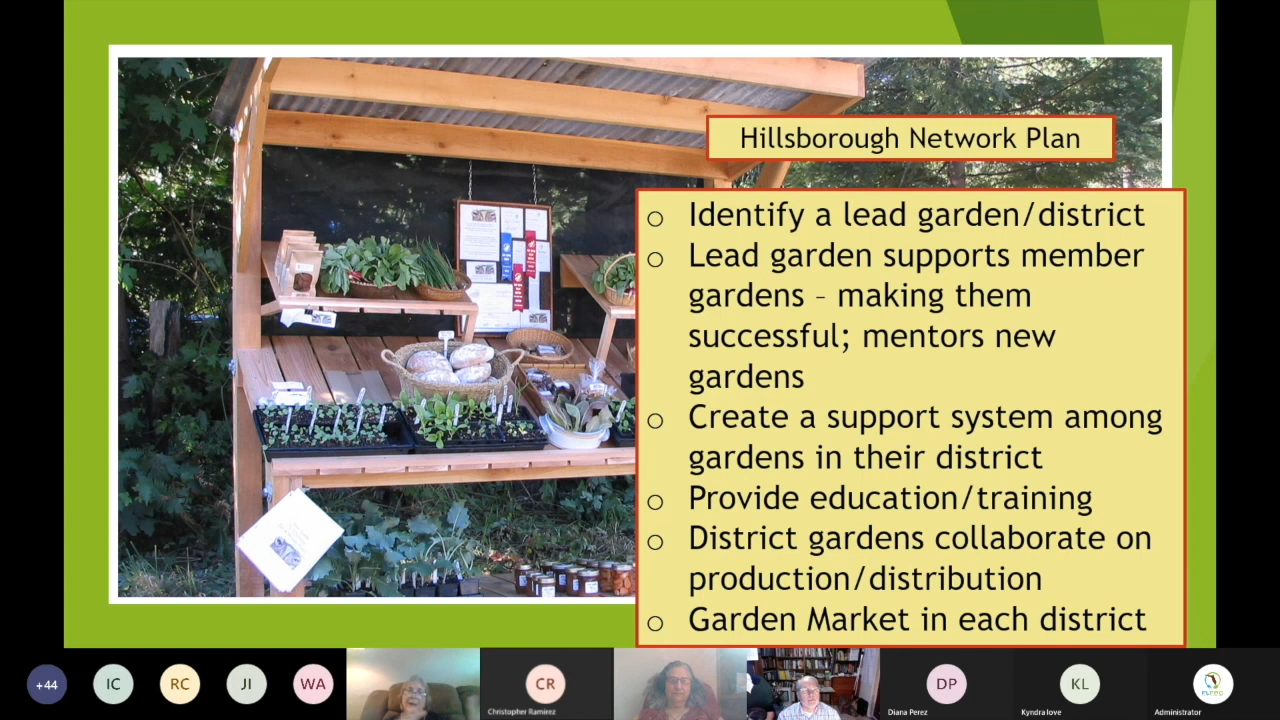 Hillsborough Network Plan
o Identify a lead garden/district
o Lead garden supports member
gardens – making them
successful; mentors new
gardens
o Create a support system among
gardens in their district
o Provide education/training
o District gardens collaborate on
production/distribution
o Garden Market in each district
+44
IC
RC
JI
WA
CR
Christopher Ramirez
DP
Diana Perez
KL
Kyndra love
Administrator